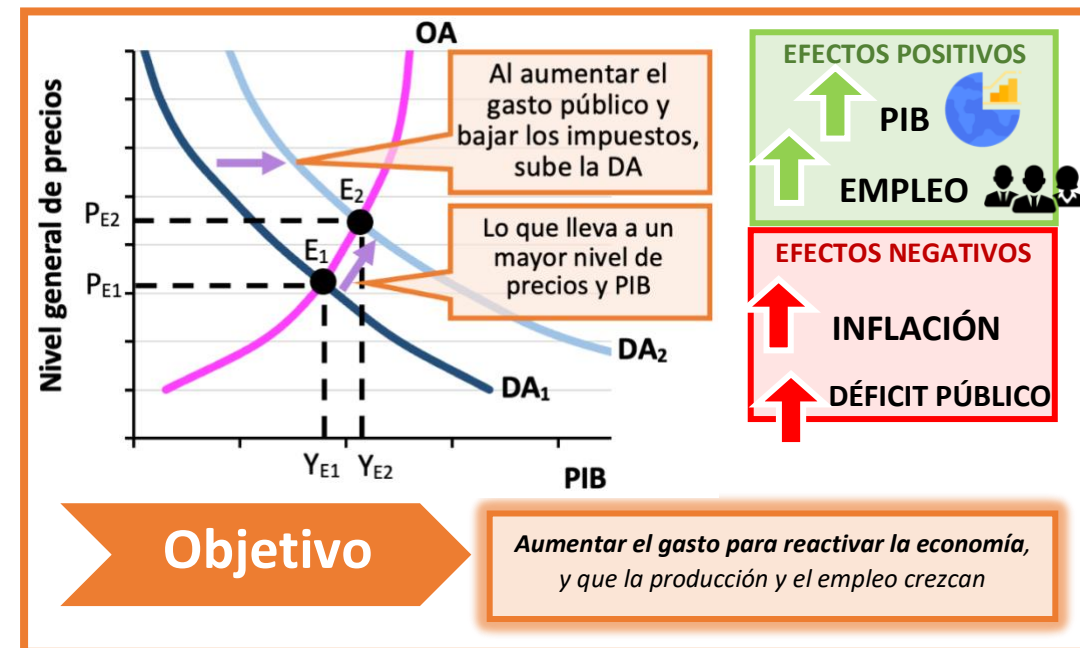 OA
Nivel general de precios
Al aumentar el
gasto público y
bajar los impuestos,
sube la DA
E2
PE2
E1
PE1
Lo que lleva a un
mayor nivel de
precios y PIB
DA2
DA1
YE1 YE2
PIB
EFECTOS POSITIVOS
PIB
EMPLEO
EFECTOS NEGATIVOS
INFLACIÓN
DÉFICIT PÚBLICO
Objetivo
Aumentar el gasto para reactivar la economía,
y que la producción y el empleo crezcan